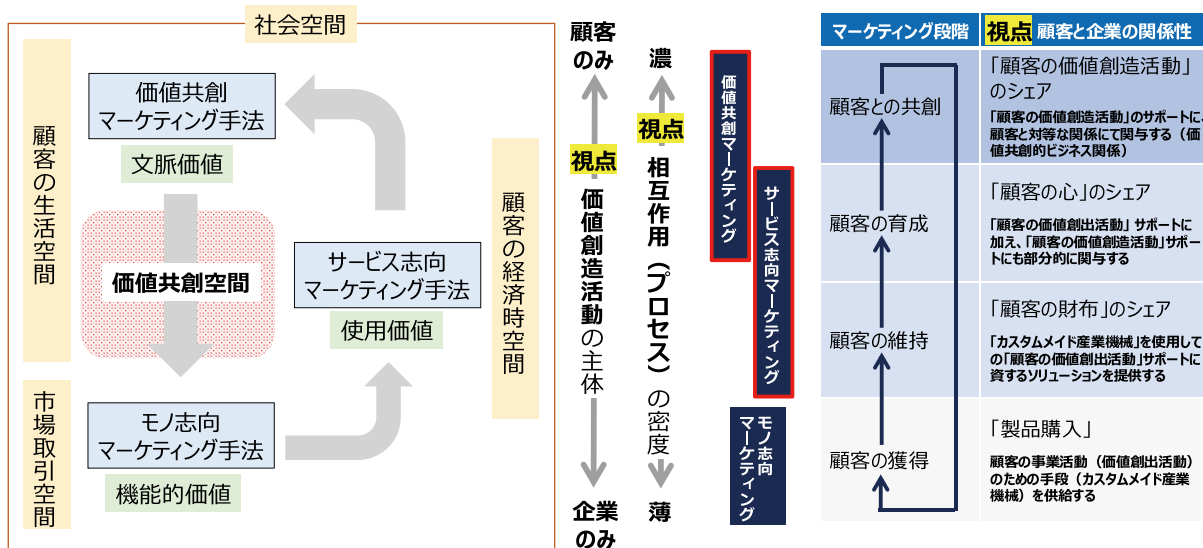 社会空間
顧客の生活空間
価値共創
マーケティング手法
文脈価値
価値共創空間
サービス志向
マーケティング手法
使用価値
顧客の経済時空間
市場取引空間
モノ志向
マーケティング手法
機能的価値
顧客
のみ
視点
価値創造活動の主体
企業
のみ
濃
視点
相互作用（プロセス）の密度
薄
価値共創マーケティング
サービス志向マーケティング
モノ志向
マーケティング
マーケティング段階
視点 顧客と企業の関係性
顧客との共創
「顧客の価値創造活動」
のシェア
「顧客の価値創造活動」のサポートに、
顧客と対等な関係にて関与する（価
値共創的ビジネス関係）
顧客の育成
「顧客の心」のシェア
「顧客の価値創出活動」サポートに
加え、「顧客の価値創造活動」サポー
トにも部分的に関与する
顧客の維持
「顧客の財布」のシェア
「カスタムメイド産業機械」を使用して
の「顧客の価値創出活動」サポートに
資するソリューションを提供する
顧客の獲得
「製品購入」
顧客の事業活動（価値創出活動）
のための手段（カスタムメイド産業
機械）を供給する